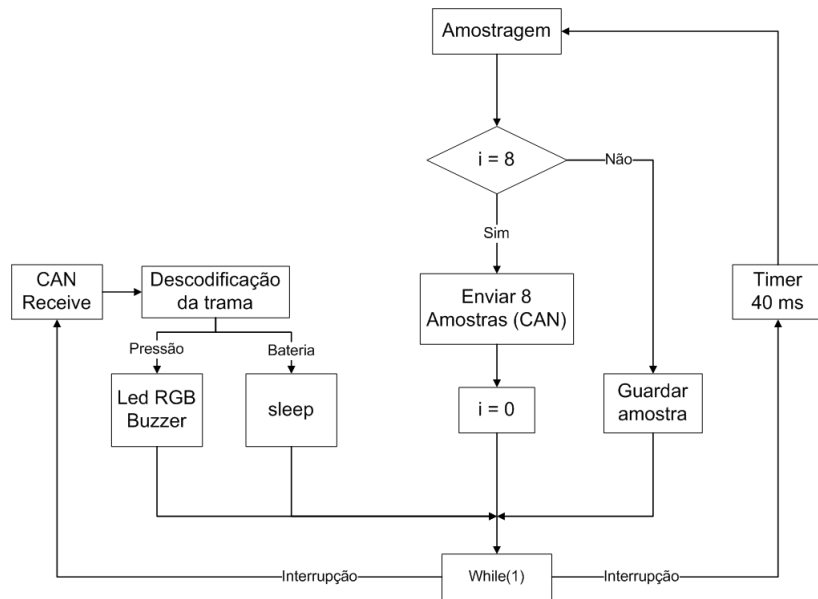 Amostragem
i = 8
Não
Sim
CAN
Receive
Descodificação
da trama
Enviar 8
Amostras (CAN)
Timer
40 ms
Pressão
Bateria
Led RGB
Buzzer
sleep
i = 0
Guardar
amostra
Interrupção
While(1)
Interrupção